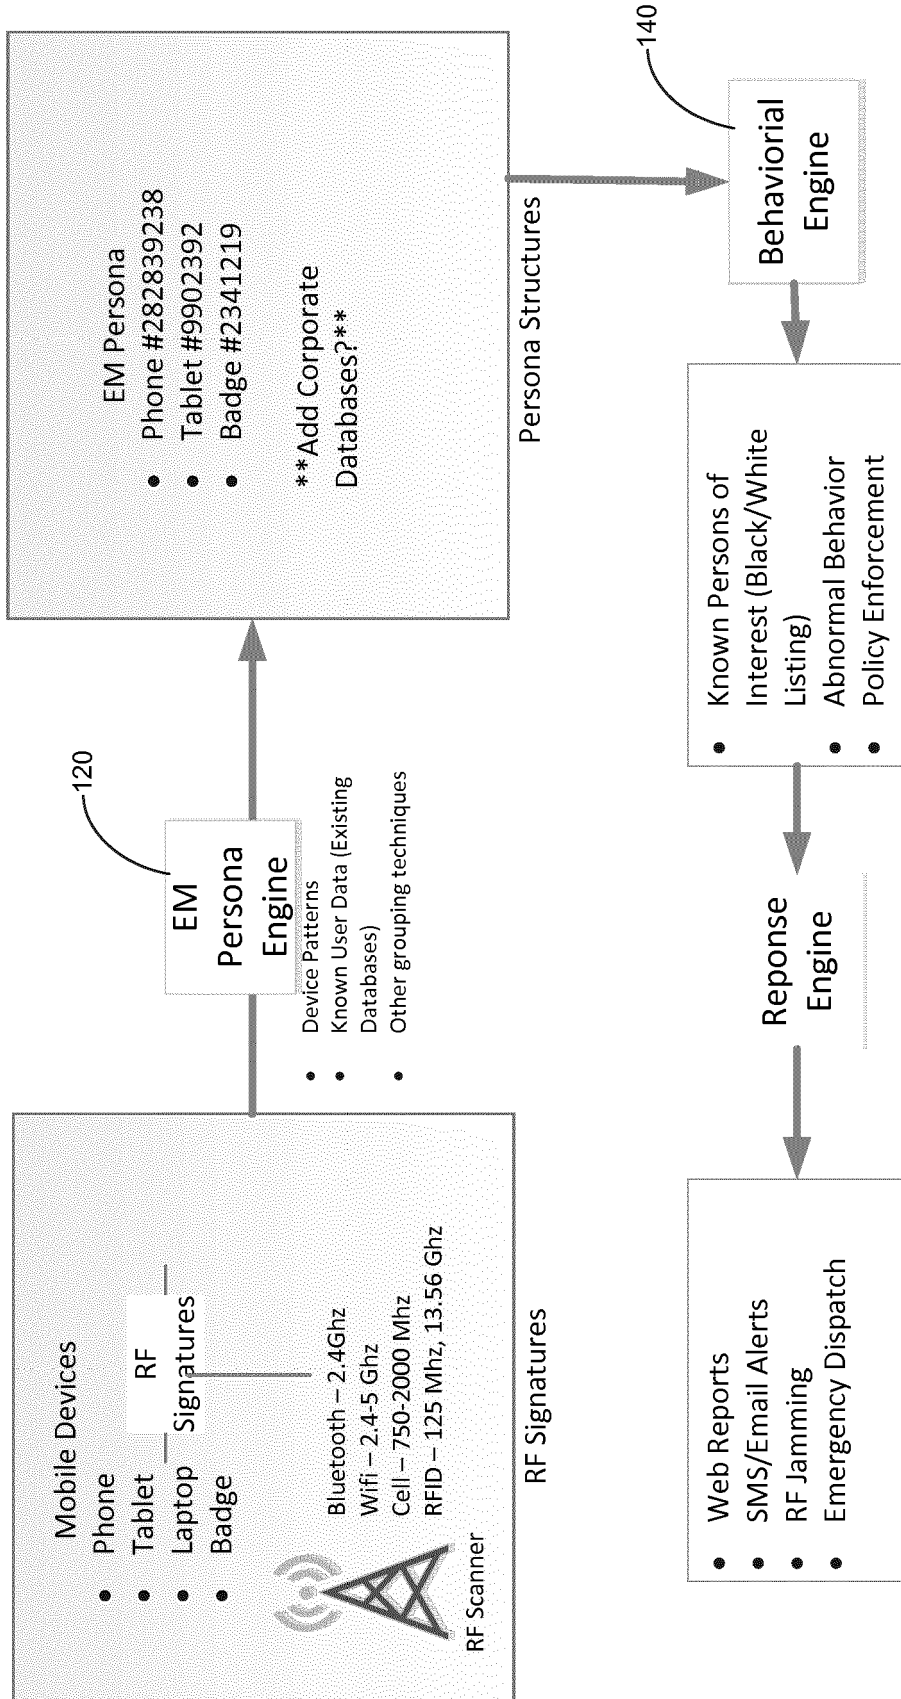 Mobile Devices
• Phone
• Tablet
• Laptop
• Badge
RF
Signatures
Bluetooth – 2.4Ghz
Wifi – 2.4-5 Ghz
Cell – 750-2000 Mhz
RFID – 125 Mhz, 13.56 Ghz
RF Scanner
RF Signatures
120
EM
Persona
Engine
• Device Patterns
• Known User Data (Existing
Databases)
• Other grouping techniques
EM Persona
• Phone #282839238
• Tablet #9902392
• Badge #2341219
**Add Corporate
Databases?**
Persona Structures
140
Behaviorial
Engine
• Known Persons of
Interest (Black/White
Listing)
• Abnormal Behavior
• Policy Enforcement
Reponse
Engine
• Web Reports
• SMS/Email Alerts
• RF Jamming
• Emergency Dispatch